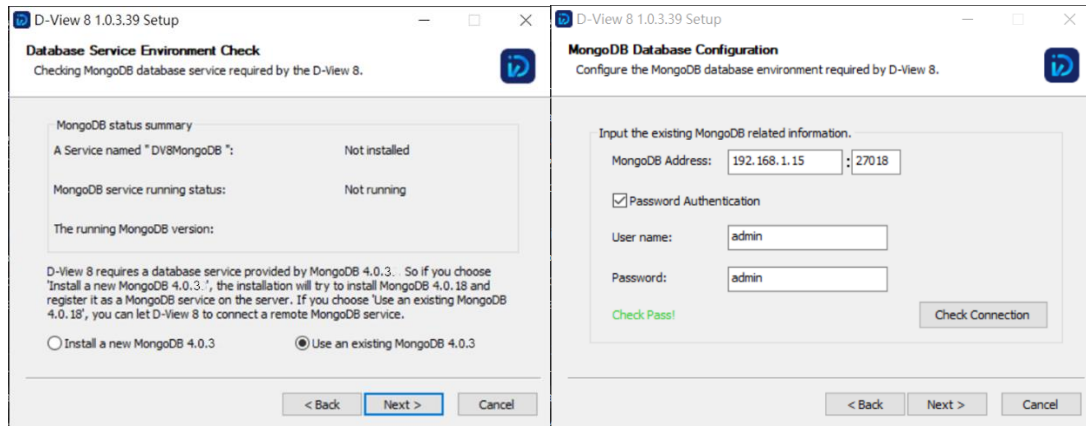 D-View 8 1.0.3.39 Setup
Database Service Environment Check
Checking MongoDB database service required by the D-View 8.
MongoDB status summary
A Service named " DV8MongoDB ": Not installed
MongoDB service running status: Not running
The running MongoDB version:
D-View 8 requires a database service provided by MongoDB 4.0.3. So if you choose
'Install a new MongoDB 4.0.3.', the installation will try to install MongoDB 4.0.18 and
register it as a MongoDB service on the server. If you choose 'Use an existing MongoDB
4.0.18', you can let D-View 8 to connect a remote MongoDB service.
Install a new MongoDB 4.0.3 Use an existing MongoDB 4.0.3
< Back Next > Cancel
D-View 8 1.0.3.39 Setup
MongoDB Database Configuration
Configure the MongoDB database environment required by D-View 8.
Input the existing MongoDB related information.
MongoDB Address: 192.168.1.15 : 27018
Password Authentication
User name: admin
Password: admin
Check Pass! Check Connection
< Back Next > Cancel